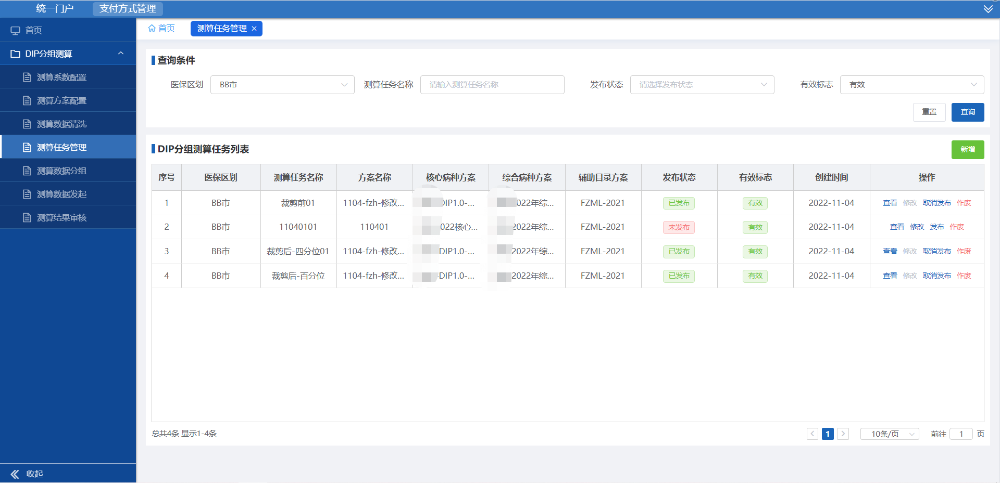 统一门户 支付方式管理
首页
DIP分组测算
测算系数配置
测算方案配置
测算数据清洗
测算任务管理
测算数据分组
测算数据发起
测算结果审核
收起
首页 测算任务管理 ×
查询条件
医保区划 BB市 测算任务名称 请输入测算任务名称 发布状态 请选择发布状态 有效标志 有效
重置 查询
DIP分组测算任务列表 新增
序号 医保区划 测算任务名称 方案名称 核心病种方案 综合病种方案 辅助目录方案 发布状态 有效标志 创建时间 操作
1 BB市 裁剪前01 1104-fzh-修改... DIP1.0-... 022年综... FZML-2021 已发布 有效 2022-11-04 查看 修改 取消发布 作废
2 BB市 11040101 110401 022核心... 2022年综... FZML-2021 未发布 有效 2022-11-04 查看 修改 发布 作废
3 BB市 裁剪后-四分位01 1104-fzh-修改... DIP1.0-... 2022年综... FZML-2021 已发布 有效 2022-11-04 查看 修改 取消发布 作废
4 BB市 裁剪后-百分位 1104-fzh-修改... -DIP1.0-... 2022年综... FZML-2021 已发布 有效 2022-11-04 查看 修改 取消发布 作废
总共4条 显示1-4条 1 10条/页 前往 1 页